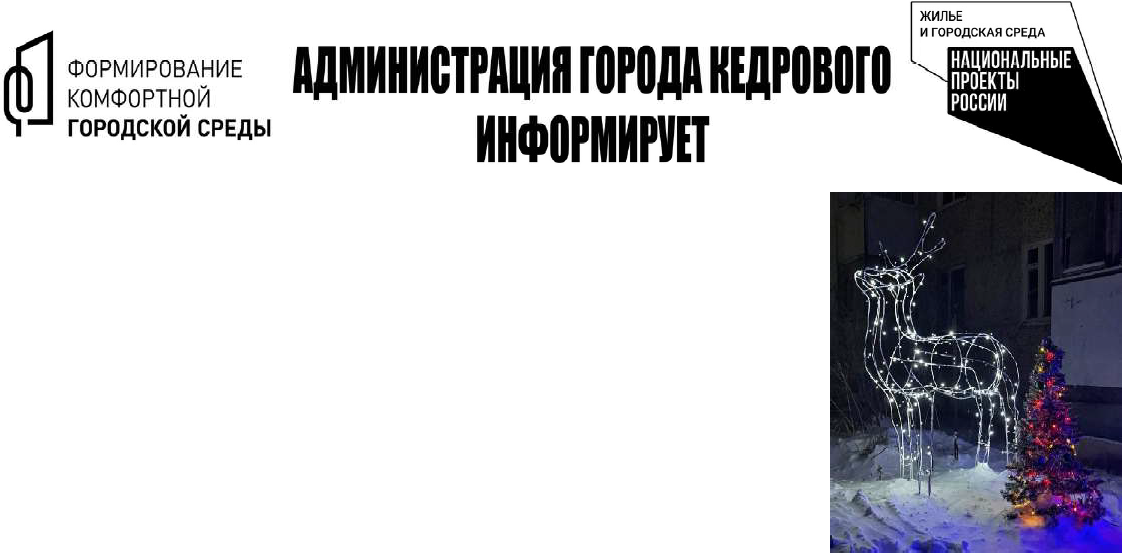 ФОРМИРОВАНИЕ
КОМФОРТНОЙ
ГОРОДСКОЙ СРЕДЫ
АДМИНИСТРАЦИЯ ГОРОДА КЕДРОВОГО
ИНФОРМИРУЕТ
ЖИЛЬЕ
И ГОРОДСКАЯ СРЕДА
НАЦИОНАЛЬНЫЕ
ПРОЕКТЫ
РОССИИ